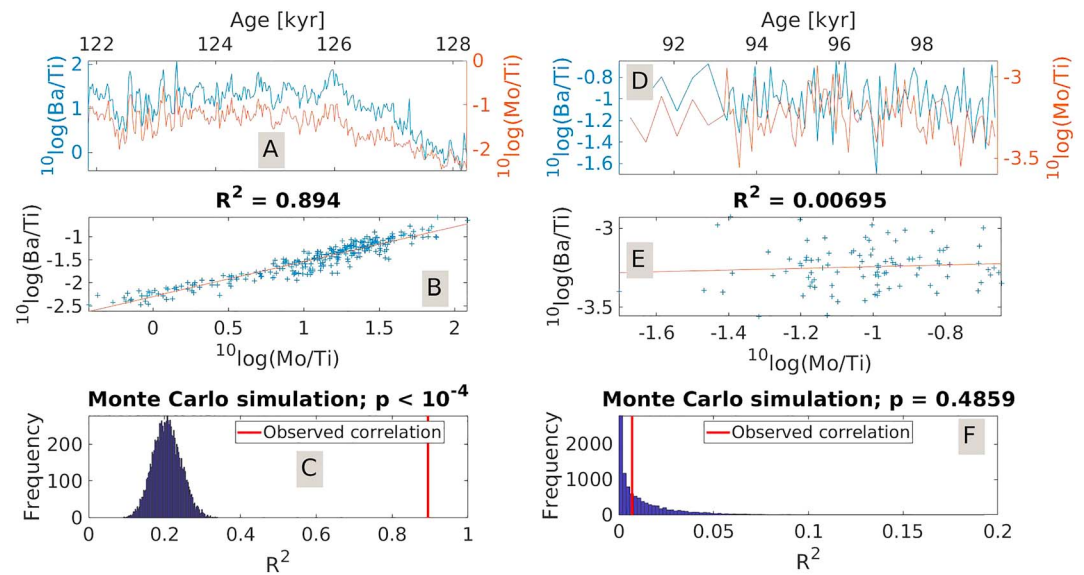 Age [kyr]
122 124 126 128
¹⁰log(Ba/Ti)
2
1
0
0
-1
-2
¹⁰log(Mo/Ti)
A
R² = 0.894
¹⁰log(Ba/Ti)
-1
-1.5
-2
-2.5
B
0 0.5 1 1.5 2
¹⁰log(Mo/Ti)
Monte Carlo simulation; p < 10⁻⁴
Frequency
200
100
0
Observed correlation
C
0 0.2 0.4 0.6 0.8 1
R²
Age [kyr]
92 94 96 98
¹⁰log(Ba/Ti)
-0.8
-1
-1.2
-1.4
-1.6
D
-3
-3.5
¹⁰log(Mo/Ti)
R² = 0.00695
¹⁰log(Ba/Ti)
-3
-3.5
E
-1.6 -1.4 -1.2 -1 -0.8
¹⁰log(Mo/Ti)
Monte Carlo simulation; p = 0.4859
Frequency
2000
1000
0
Observed correlation
F
0 0.05 0.1 0.15 0.2
R²